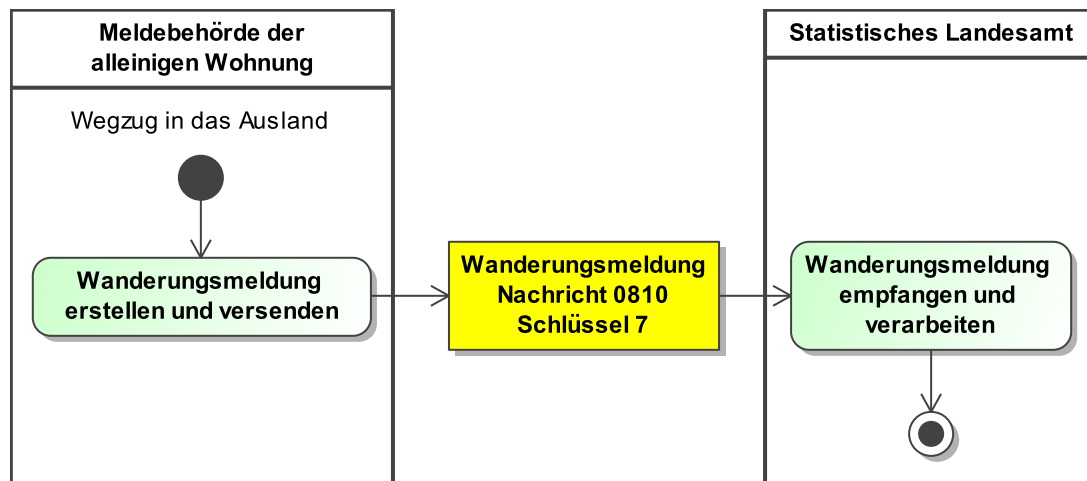 Meldebehörde der
alleinigen Wohnung
Statistisches Landesamt
Wegzug in das Ausland
Wanderungsmeldung
erstellen und versenden
Wanderungsmeldung
Nachricht 0810
Schlüssel 7
Wanderungsmeldung
empfangen und
verarbeiten